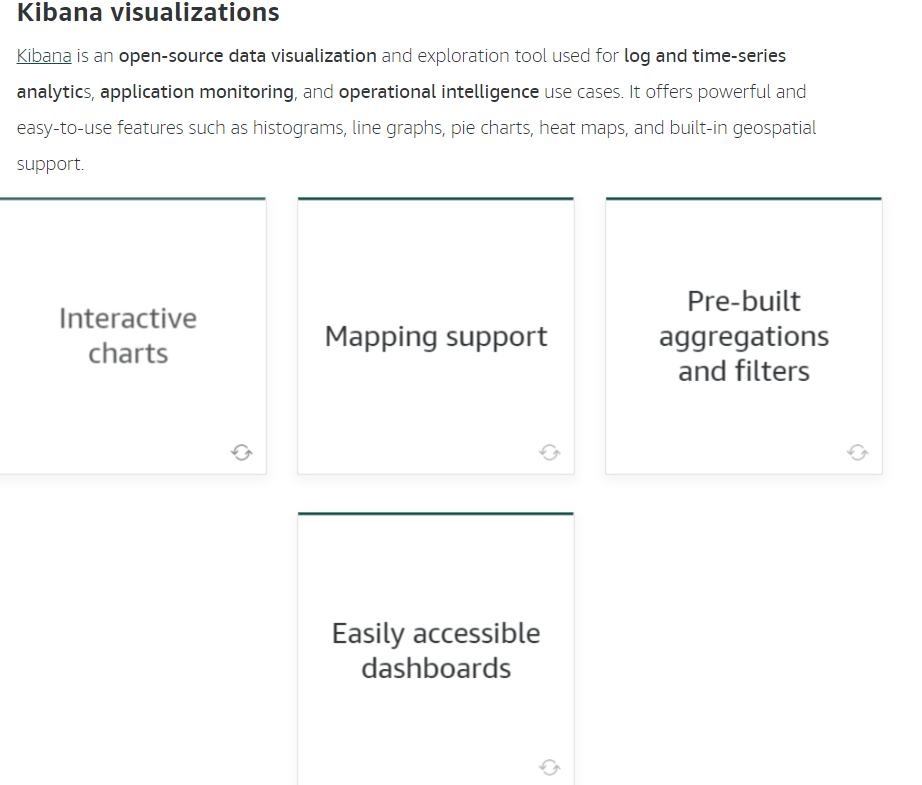 Kibana visualizations
Kibana is an open-source data visualization and exploration tool used for log and time-series
analytics, application monitoring, and operational intelligence use cases. It offers powerful and
easy-to-use features such as histograms, line graphs, pie charts, heat maps, and built-in geospatial
support.
Interactive
charts
Mapping support
Pre-built
aggregations
and filters
Easily accessible
dashboards